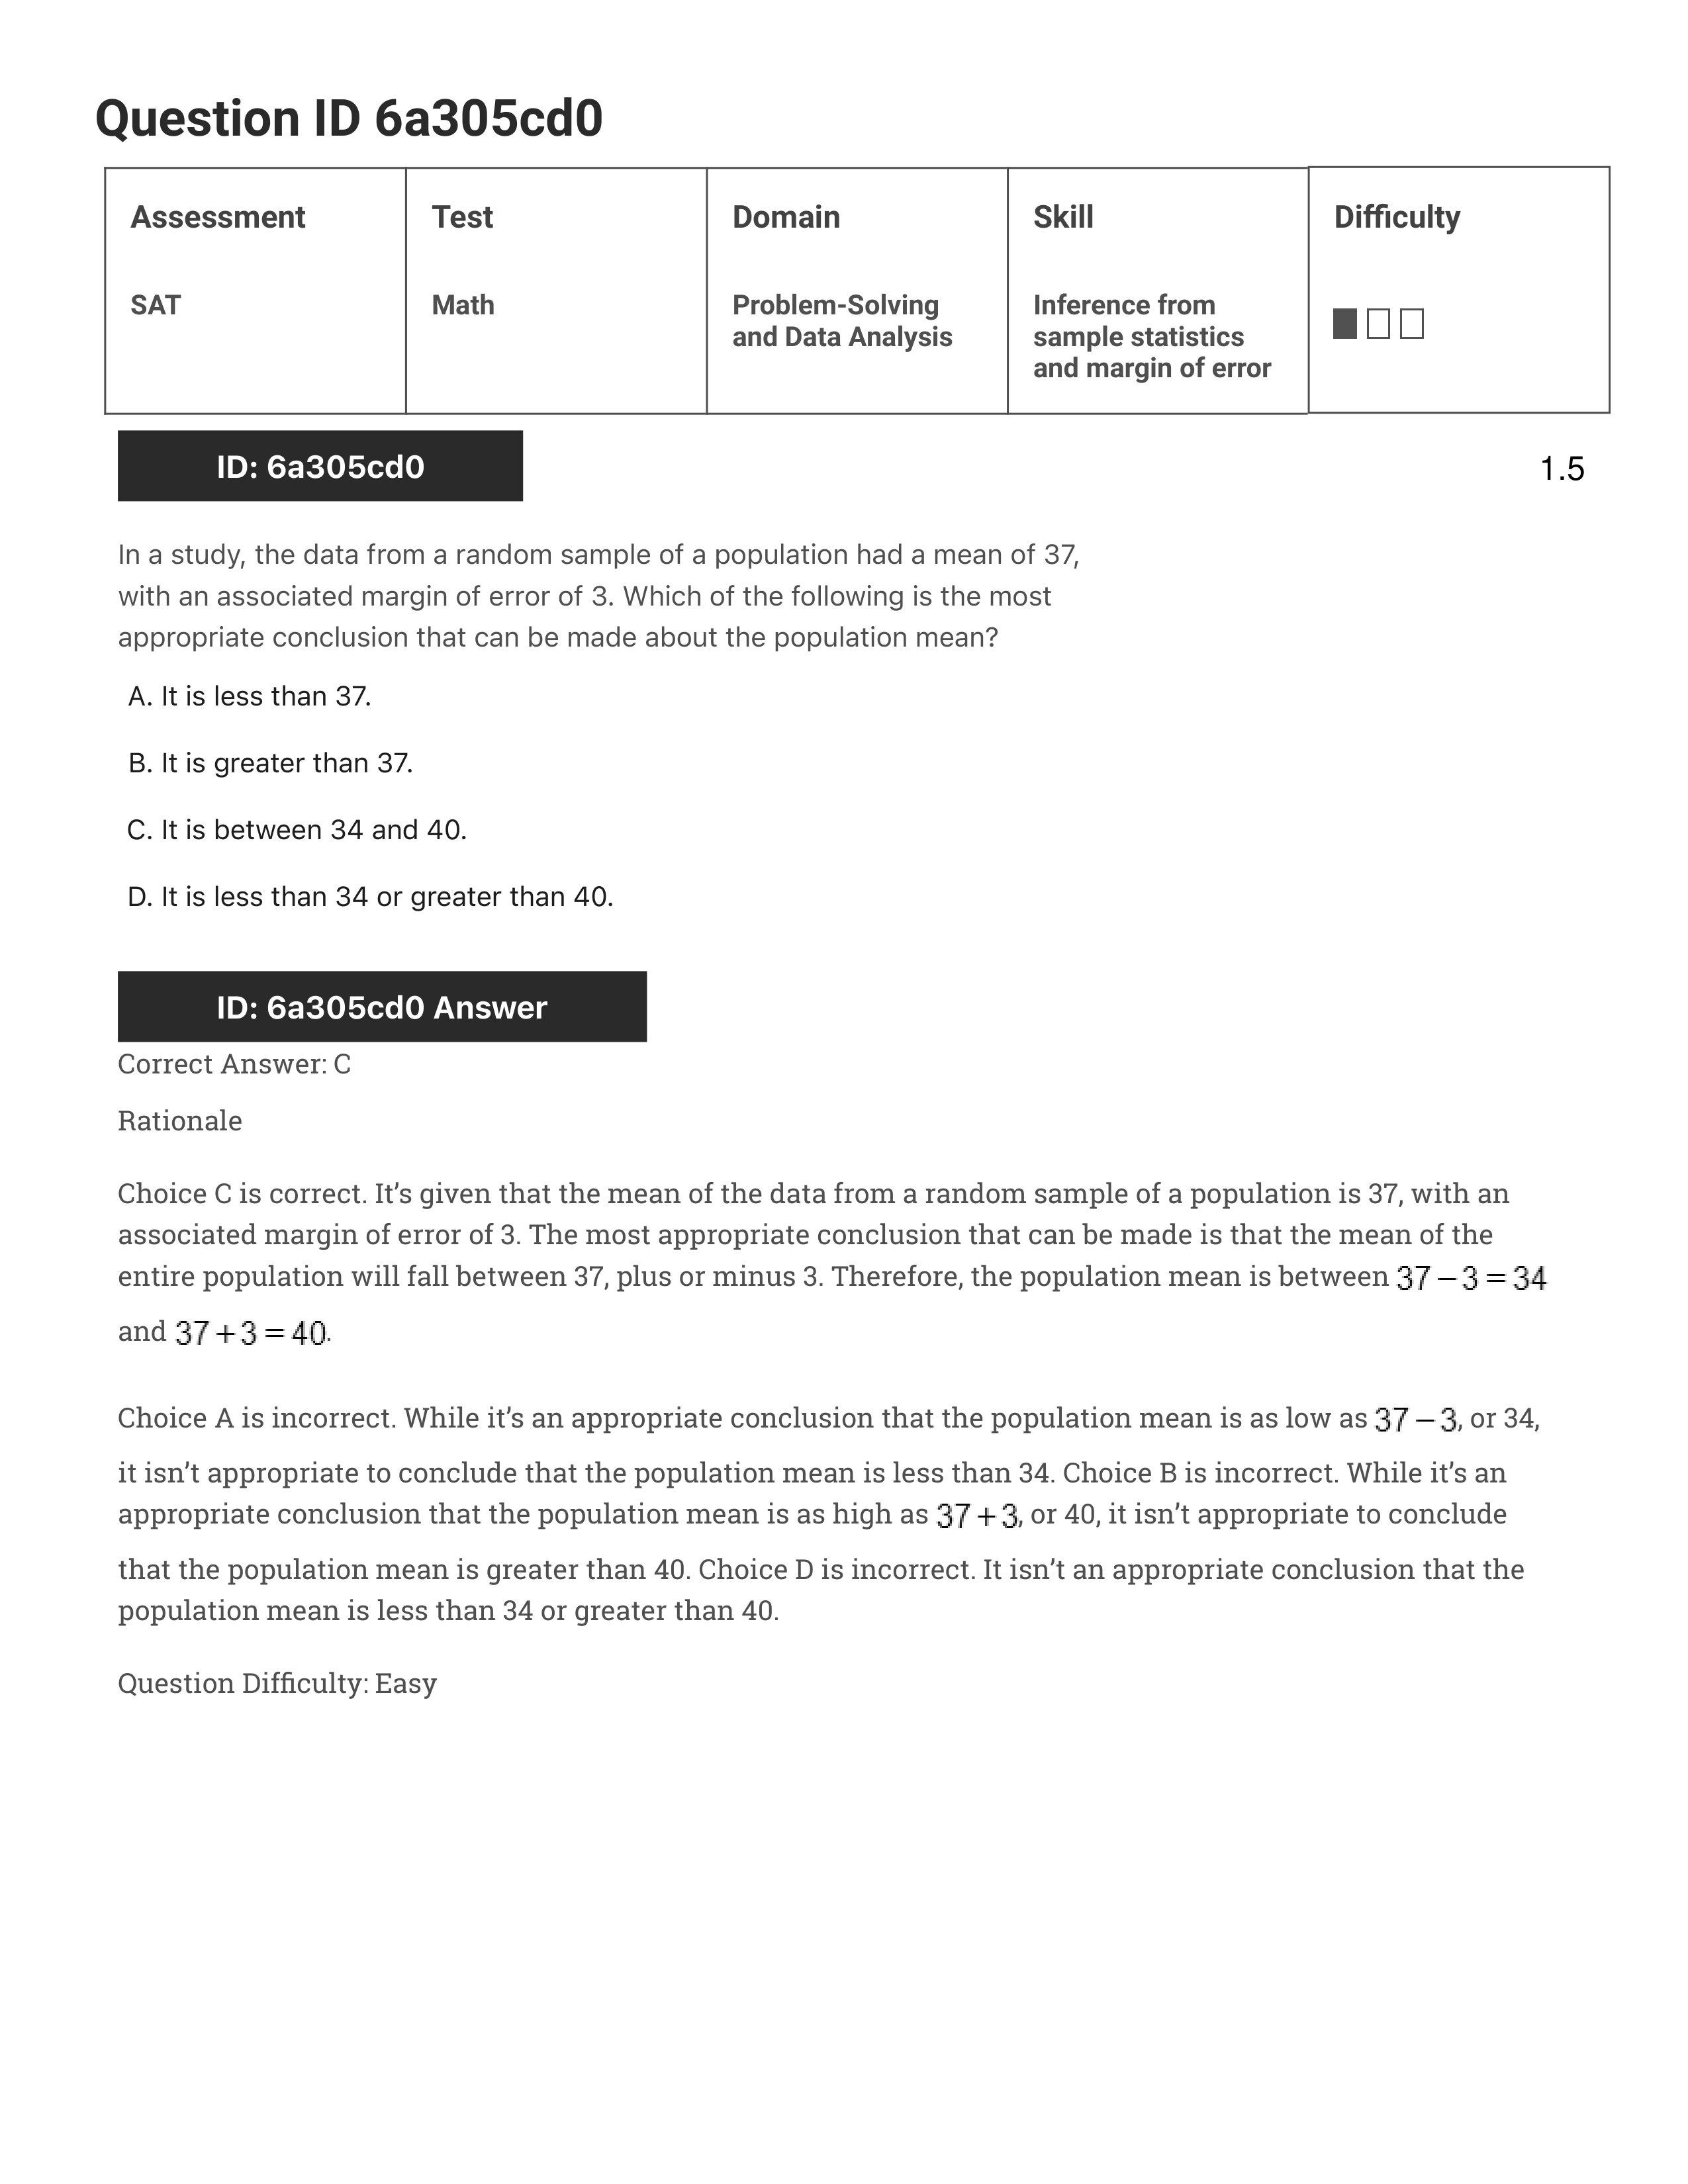 Question ID 6a305cd0
Assessment
Test
Domain
Skill
Difficulty
SAT
Math
Problem-Solving
and Data Analysis
Inference from
sample statistics
and margin of error
ID: 6a305cd0
1.5
In a study, the data from a random sample of a population had a mean of 37,
with an associated margin of error of 3. Which of the following is the most
appropriate conclusion that can be made about the population mean?
A. It is less than 37.
B. It is greater than 37.
C. It is between 34 and 40.
D. It is less than 34 or greater than 40.
ID: 6a305cd0 Answer
Correct Answer: C
Rationale
Choice C is correct. It’s given that the mean of the data from a random sample of a population is 37, with an
associated margin of error of 3. The most appropriate conclusion that can be made is that the mean of the
entire population will fall between 37, plus or minus 3. Therefore, the population mean is between 37 – 3 = 34
and 37 + 3 = 40.
Choice A is incorrect. While it’s an appropriate conclusion that the population mean is as low as 37 – 3, or 34,
it isn’t appropriate to conclude that the population mean is less than 34. Choice B is incorrect. While it’s an
appropriate conclusion that the population mean is as high as 37 + 3, or 40, it isn’t appropriate to conclude
that the population mean is greater than 40. Choice D is incorrect. It isn’t an appropriate conclusion that the
population mean is less than 34 or greater than 40.
Question Difficulty: Easy